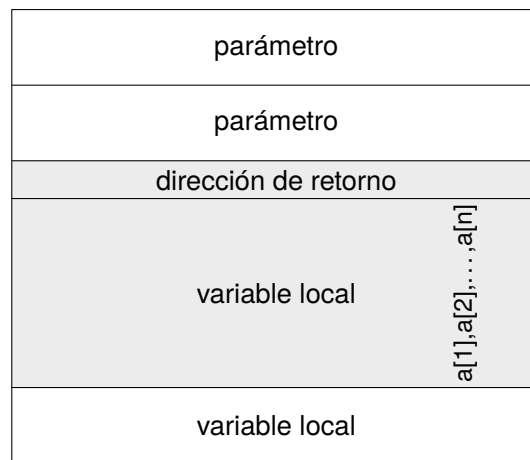 parámetro
parámetro
dirección de retorno
variable local
a[1],a[2],...,a[n]
variable local